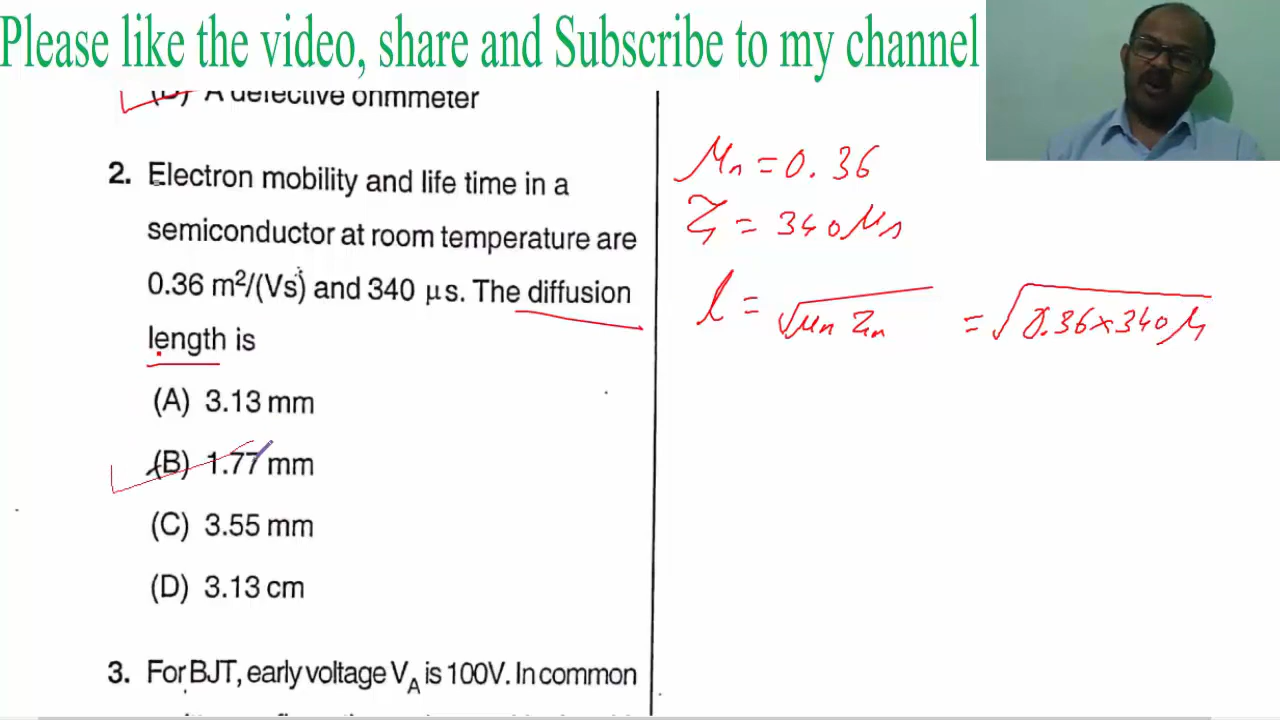 Please like the video, share and Subscribe to my channel
(D) A defective ohmmeter
2. Electron mobility and life time in a
semiconductor at room temperature are
0.36 m²/(Vs) and 340 μs. The diffusion
length is
(A) 3.13 mm
(B) 1.77 mm
(C) 3.55 mm
(D) 3.13 cm
3. For BJT, early voltage V_A is 100V. In common
μn = 0.36
τ = 340 μs
l = √μn τn = √0.36×340μ